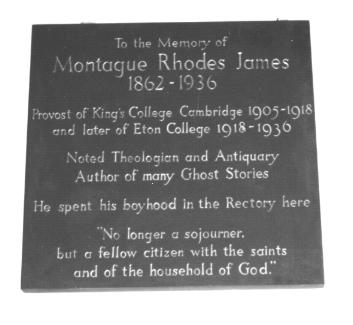 To the Memory of
Montague Rhodes James
1862-1936
Provost of King's College Cambridge 1905-1918
and later of Eton College 1918-1936
Noted Theologian and Antiquary
Author of many Ghost Stories
He spent his boyhood in the Rectory here
"No longer a sojourner,
but a fellow citizen with the saints
and of the household of God."